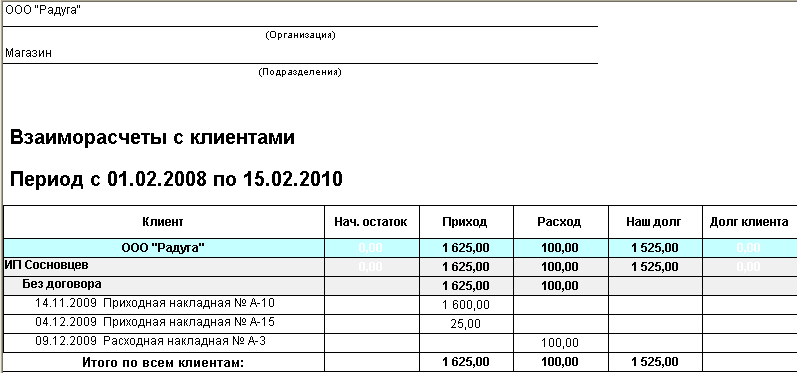 ООО "Радуга"
(Организация)
Магазин
(Подразделения)
Взаиморасчеты с клиентами
Период с 01.02.2008 по 15.02.2010
Клиент Нач. остаток Приход Расход Наш долг Долг клиента
ООО "Радуга" 0,00 1 625,00 100,00 1 525,00 0,00
ИП Сосновцев 0,00 1 625,00 100,00 1 525,00 0,00
Без договора 1 625,00 100,00
14.11.2009 Приходная накладная № А-10 1 600,00
04.12.2009 Приходная накладная № А-15 25,00
09.12.2009 Расходная накладная № А-3 100,00
Итого по всем клиентам: 1 625,00 100,00 1 525,00